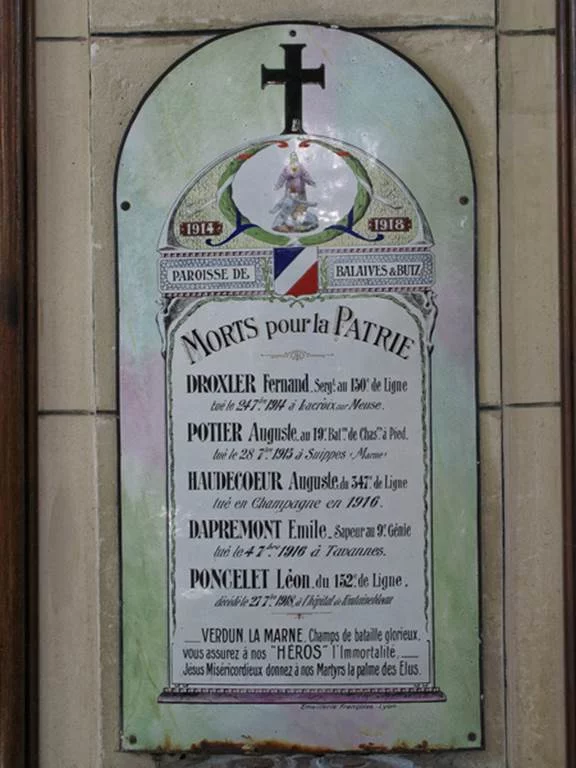 1914 1918
PAROISSE DE BALAIVES & BUTZ
MORTS pour la PATRIE
DROXLER Fernand. Sergt. au 150e de Ligne
tué le 24 7bre 1914 à Lacroix sur Meuse.
POTIER Auguste. au 19e Baton de Chasrs à Pied.
tué le 28 7bre 1915 à Suippes (Marne)
HAUDECOEUR Auguste. du 347e de Ligne
tué en Champagne en 1916.
DAPREMONT Emile. Sapeur au 9e Génie
tué le 4 7bre 1916 à Tavannes.
PONCELET Léon. du 152e de Ligne.
décédé le 27 7bre 1918, à l'hôpital de Fontainebleau
VERDUN, LA MARNE, Champs de bataille glorieux,
vous assurez à nos "HÉROS" l'Immortalité,
Jésus Miséricordieux donnez à nos Martyrs la palme des Élus.
Emaillerie Française - Lyon